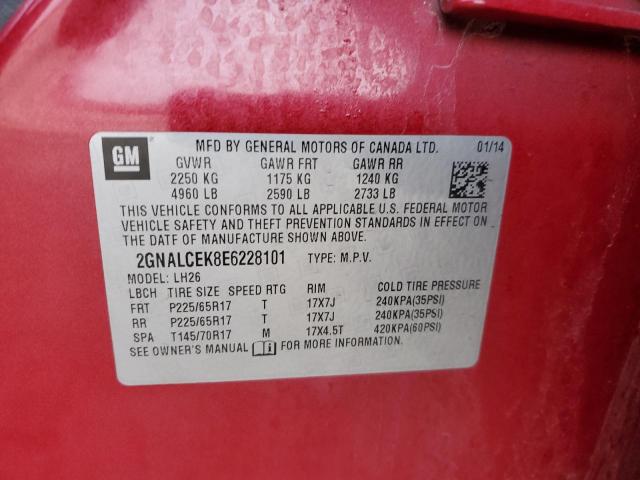 GM
MFD BY GENERAL MOTORS OF CANADA LTD. 01/14
GVWR GAWR FRT GAWR RR
2250 KG 1175 KG 1240 KG
4960 LB 2590 LB 2733 LB
THIS VEHICLE CONFORMS TO ALL APPLICABLE U.S. FEDERAL MOTOR
VEHICLE SAFETY AND THEFT PREVENTION STANDARDS IN EFFECT ON
THE DATE OF MANUFACTURE SHOWN ABOVE.
2GNALCEK8E6228101 TYPE: M.P.V.
MODEL: LH26
LBCH TIRE SIZE SPEED RTG RIM COLD TIRE PRESSURE
FRT P225/65R17 T 17X7J 240KPA(35PSI)
RR P225/65R17 T 17X7J 240KPA(35PSI)
SPA T145/70R17 M 17X4.5T 420KPA(60PSI)
SEE OWNER'S MANUAL FOR MORE INFORMATION.